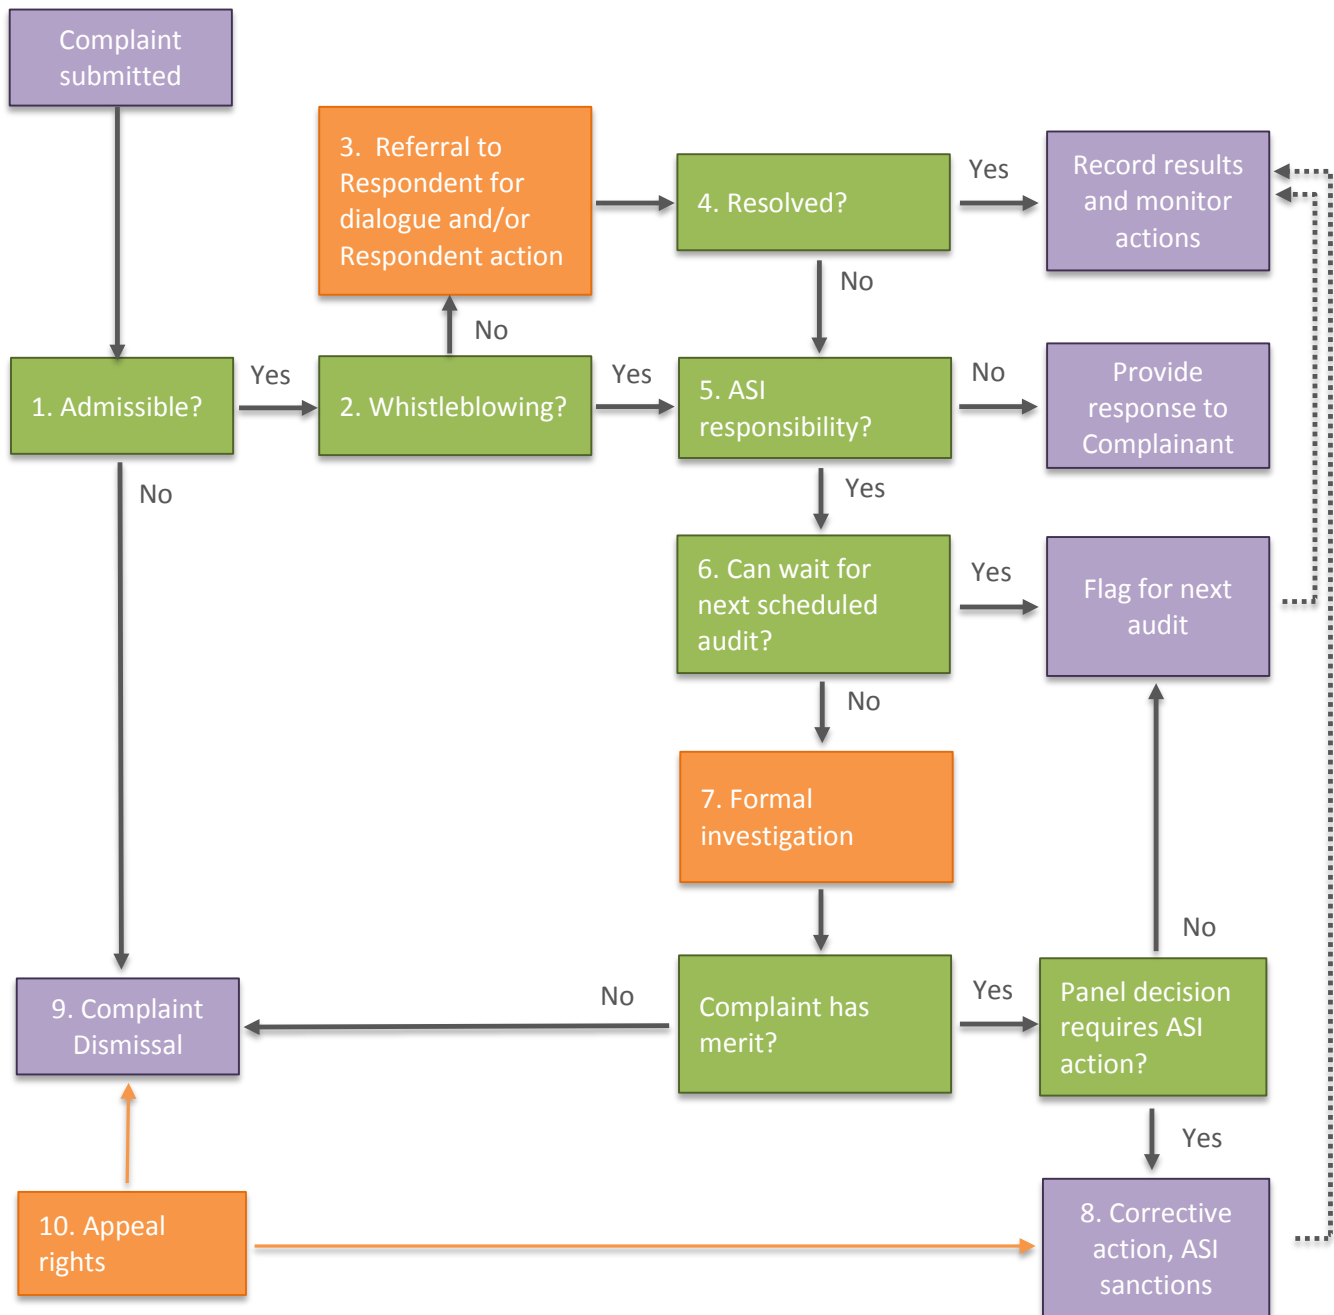 Complaint
submitted
3. Referral to
Respondent for
dialogue and/or
Respondent action
4. Resolved?
Yes
Record results
and monitor
actions
No
No
1. Admissible?
Yes
2. Whistleblowing?
Yes
5. ASI
responsibility?
No
Provide
response to
Complainant
No
Yes
6. Can wait for
next scheduled
audit?
Yes
Flag for next
audit
No
7. Formal
investigation
No
9. Complaint
Dismissal
No
Complaint has
merit?
Yes
Panel decision
requires ASI
action?
Yes
10. Appeal
rights
8. Corrective
action, ASI
sanctions